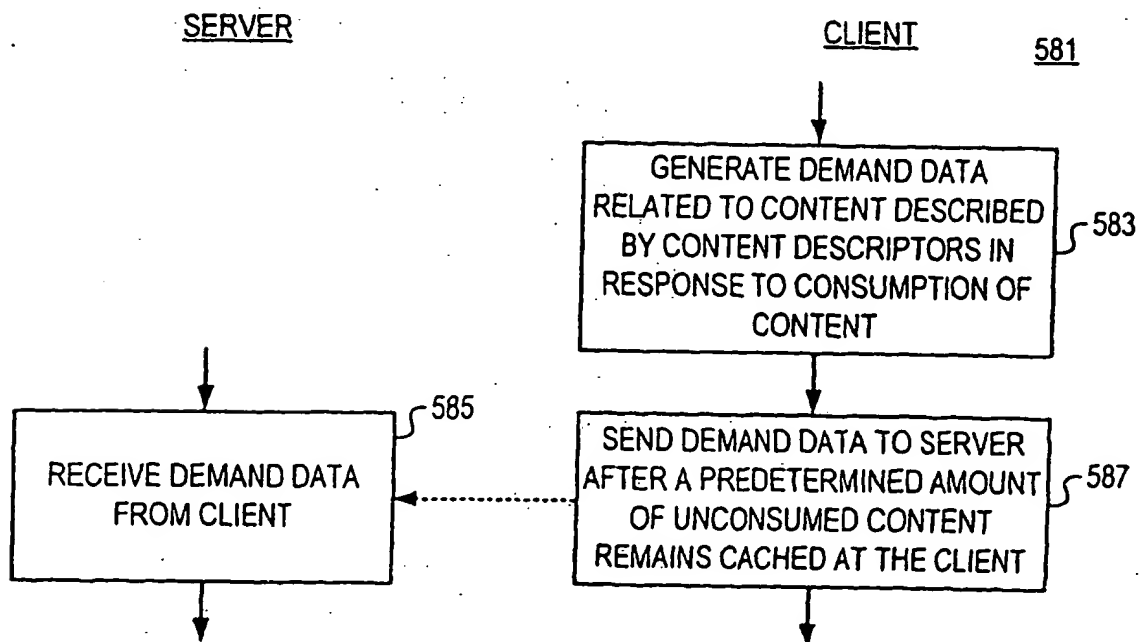 SERVER
CLIENT
581
GENERATE DEMAND DATA
RELATED TO CONTENT DESCRIBED
BY CONTENT DESCRIPTORS IN
RESPONSE TO CONSUMPTION OF
CONTENT
583
585
RECEIVE DEMAND DATA
FROM CLIENT
SEND DEMAND DATA TO SERVER
AFTER A PREDETERMINED AMOUNT
OF UNCONSUMED CONTENT
REMAINS CACHED AT THE CLIENT
587